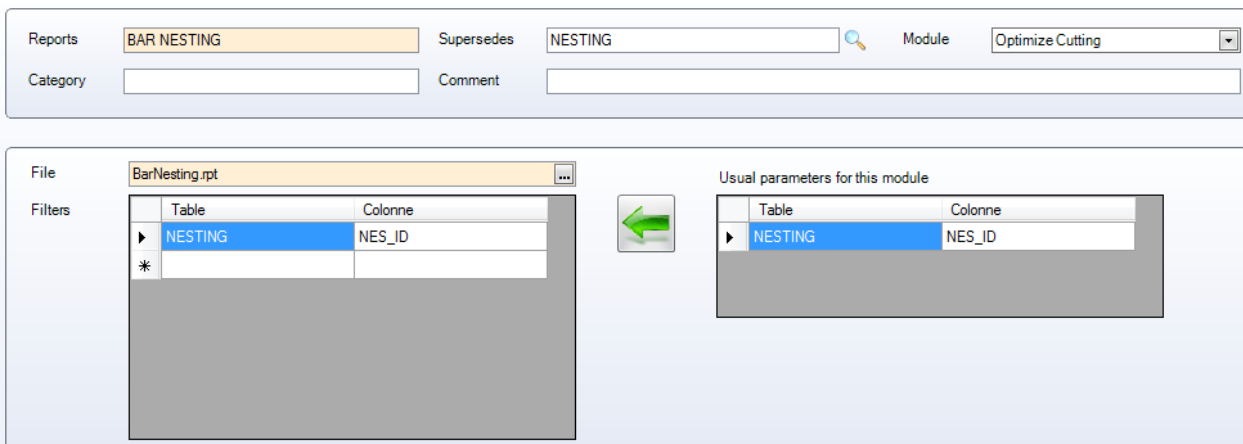 Reports BAR NESTING Supersedes NESTING Module Optimize Cutting
Category Comment
File BarNesting.rpt ... Usual parameters for this module
Filters Table Colonne Table Colonne
NESTING NES_ID NESTING NES_ID